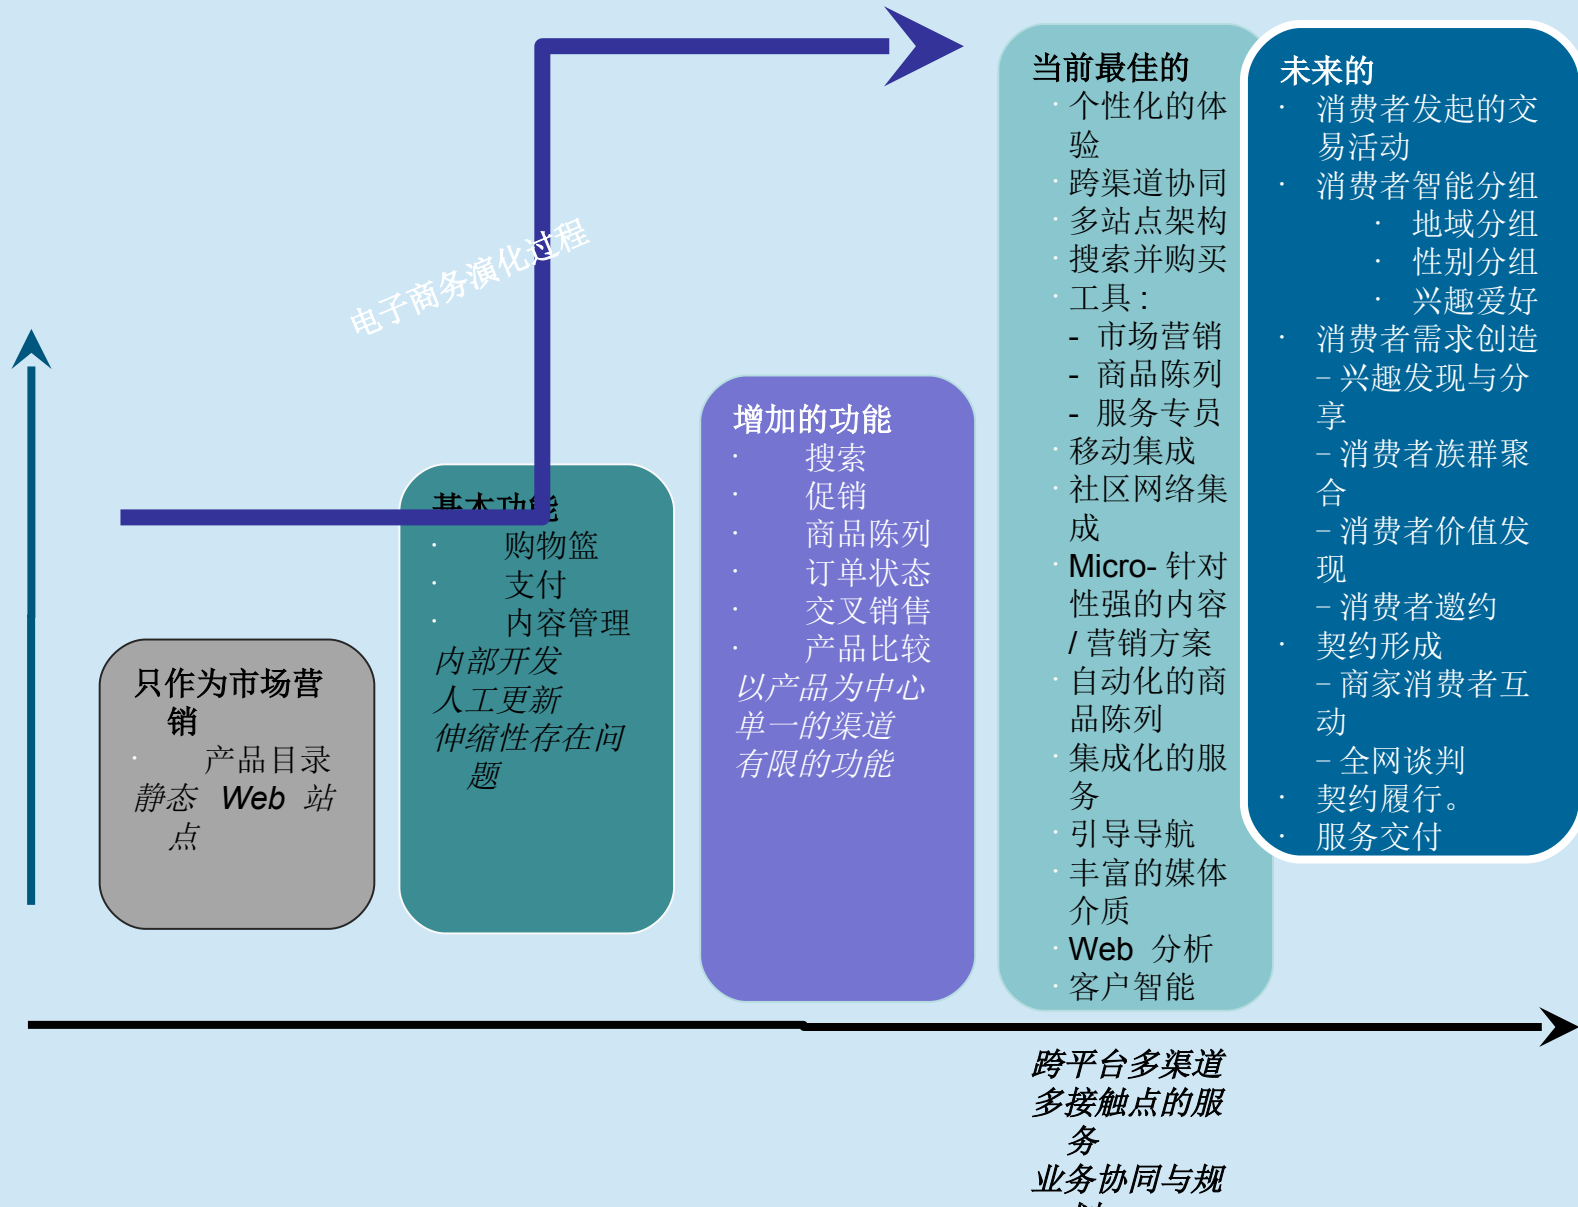 电子商务演化过程
只作为市场营
销
· 产品目录
静态 Web 站
点
基本功能
· 购物篮
· 支付
· 内容管理
内部开发
人工更新
伸缩性存在问
题
增加的功能
· 搜索
· 促销
· 商品陈列
· 订单状态
· 交叉销售
· 产品比较
以产品为中心
单一的渠道
有限的功能
当前最佳的
· 个性化的体
验
· 跨渠道协同
· 多站点架构
· 搜索并购买
· 工具 :
- 市场营销
- 商品陈列
- 服务专员
· 移动集成
· 社区网络集
成
· Micro- 针对
性强的内容
/ 营销方案
· 自动化的商
品陈列
· 集成化的服
务
· 引导导航
· 丰富的媒体
介质
· Web 分析
· 客户智能
跨平台多渠道
多接触点的服
务
业务协同与规
未来的
· 消费者发起的交
易活动
· 消费者智能分组
· 地域分组
· 性别分组
· 兴趣爱好
· 消费者需求创造
– 兴趣发现与分
享
– 消费者族群聚
合
– 消费者价值发
现
– 消费者邀约
· 契约形成
– 商家消费者互
动
– 全网谈判
· 契约履行。
· 服务交付